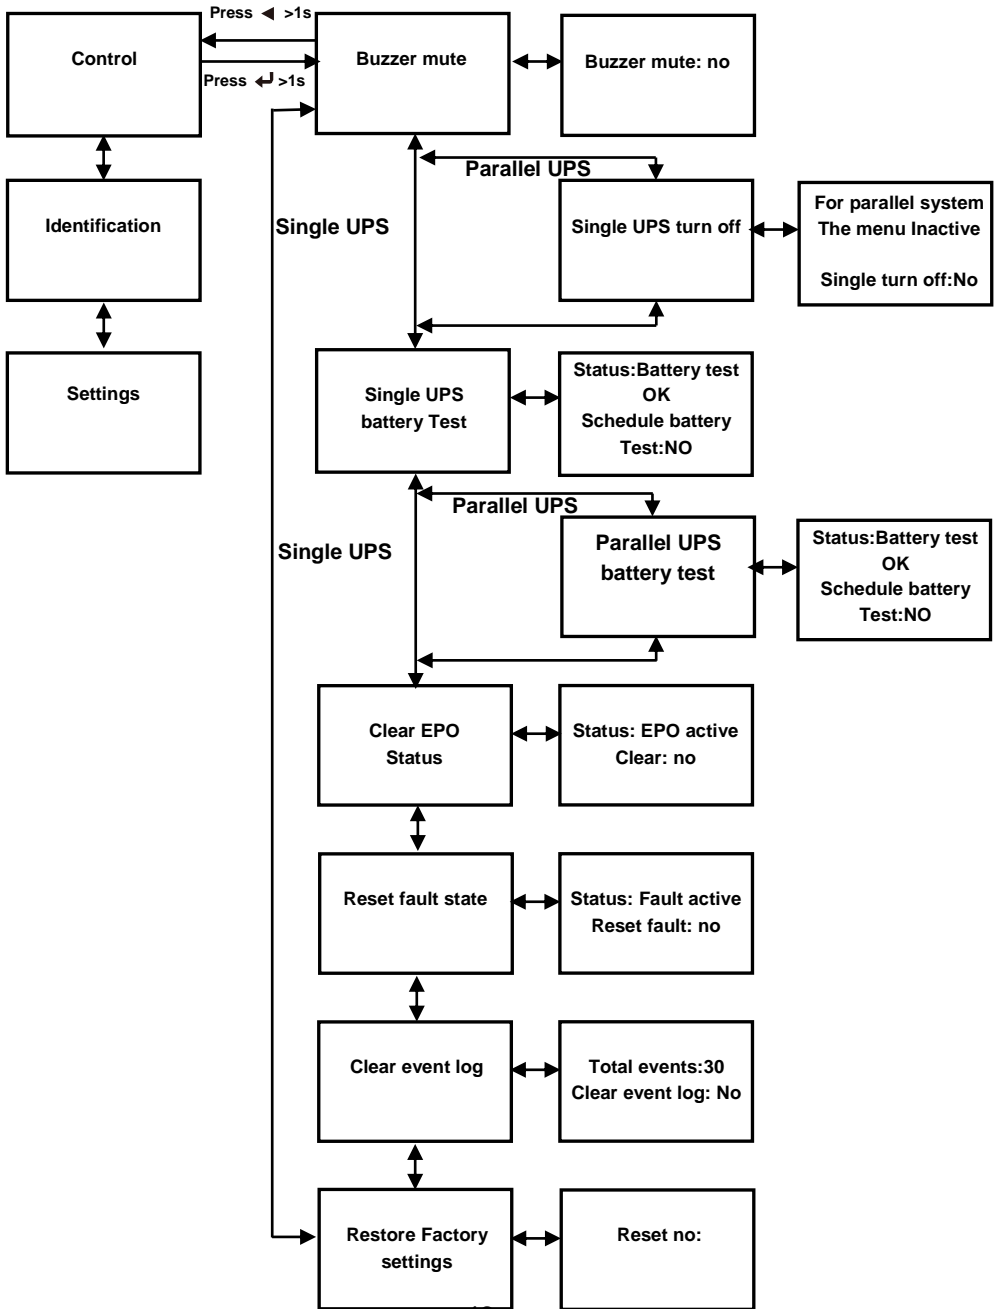 Press ◀ >1s
Control
Buzzer mute
Buzzer mute: no
Press ↵ >1s
Parallel UPS
Identification
Single UPS
Single UPS turn off
For parallel system
The menu Inactive
Single turn off:No
Settings
Single UPS
battery Test
Status:Battery test
OK
Schedule battery
Test:NO
Parallel UPS
Single UPS
Parallel UPS
battery test
Status:Battery test
OK
Schedule battery
Test:NO
Clear EPO
Status
Status: EPO active
Clear: no
Reset fault state
Status: Fault active
Reset fault: no
Clear event log
Total events:30
Clear event log: No
Restore Factory
settings
Reset no: